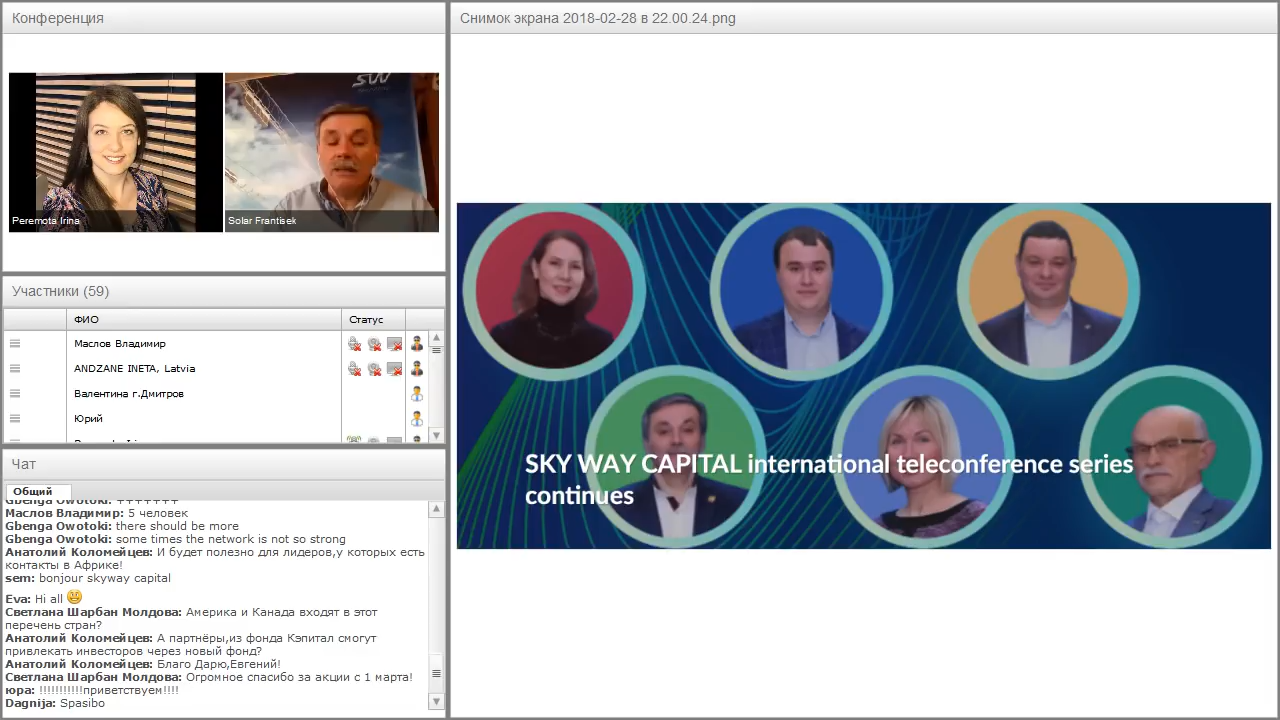 Конференция
SW
Peremota Irina
Solar Frantisek
Участники (59)
ФИО
Статус
Маслов Владимир
ANDZANE INETA, Latvia
Валентина г.Дмитров
Юрий
Чат
Общий
Gbenga Owotoki: +++++++
Маслов Владимир: 5 человек
Gbenga Owotoki: there should be more
Gbenga Owotoki: some times the network is not so strong
Анатолий Коломейцев: И будет полезно для лидеров,у которых есть
контакты в Африке!
sem: bonjour skyway capital
Eva: Hi all
Светлана Шарбан Молдова: Америка и Канада входят в этот
перечень стран?
Анатолий Коломейцев: А партнёры,из фонда Кэпитал смогут
привлекать инвесторов через новый фонд?
Анатолий Коломейцев: Благо Дарю,Евгений!
Светлана Шарбан Молдова: Огромное спасибо за акции с 1 марта!
юра: !!!!!!!!!!!приветствуем!!!!
Dagnija: Spasibo
Снимок экрана 2018-02-28 в 22.00.24.png
SKY WAY CAPITAL international teleconference series
continues